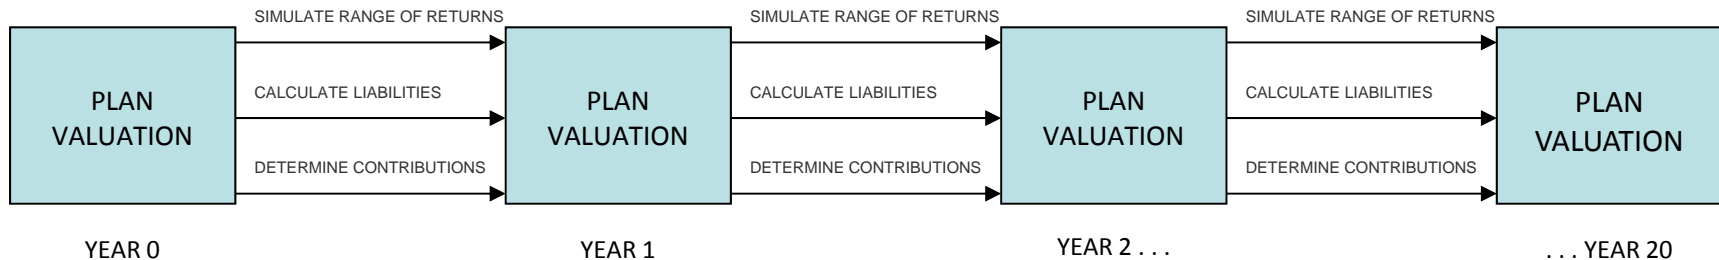 SIMULATE RANGE OF RETURNS
SIMULATE RANGE OF RETURNS
SIMULATE RANGE OF RETURNS
PLAN
VALUATION
CALCULATE LIABILITIES
PLAN
VALUATION
CALCULATE LIABILITIES
PLAN
VALUATION
CALCULATE LIABILITIES
PLAN
VALUATION
DETERMINE CONTRIBUTIONS
DETERMINE CONTRIBUTIONS
DETERMINE CONTRIBUTIONS
YEAR 0
YEAR 1
YEAR 2 . . .
. . . YEAR 20